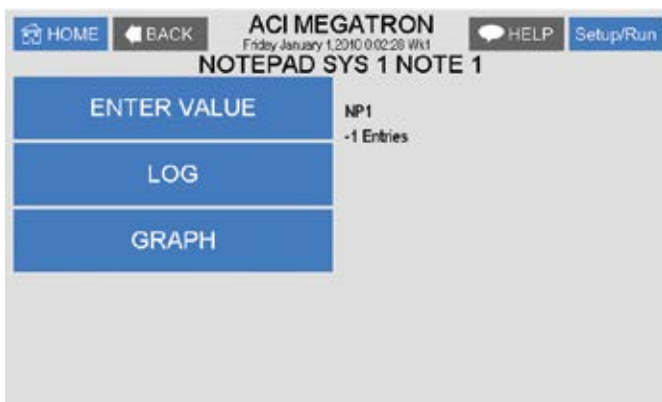 HOME BACK ACI MEGATRON HELP Setup/Run
Friday January 1,2010 0:02:28 Wk1
NOTEPAD SYS 1 NOTE 1
ENTER VALUE
NP1
-1 Entries
LOG
GRAPH